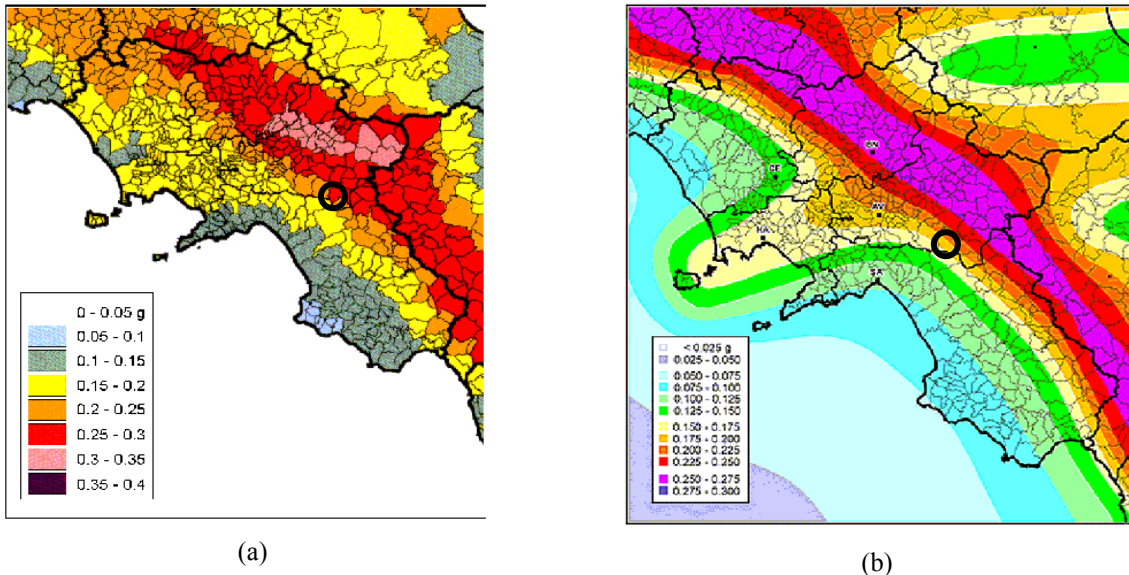 0 - 0.05 g
0.05 - 0.1
0.1 - 0.15
0.15 - 0.2
0.2 - 0.25
0.25 - 0.3
0.3 - 0.35
0.35 - 0.4
(a)
BN
CE
AV
NA
SA
< 0.025 g
0.025 - 0.050
0.050 - 0.075
0.075 - 0.100
0.100 - 0.125
0.125 - 0.150
0.150 - 0.175
0.175 - 0.200
0.200 - 0.225
0.225 - 0.250
0.250 - 0.275
0.275 - 0.300
(b)